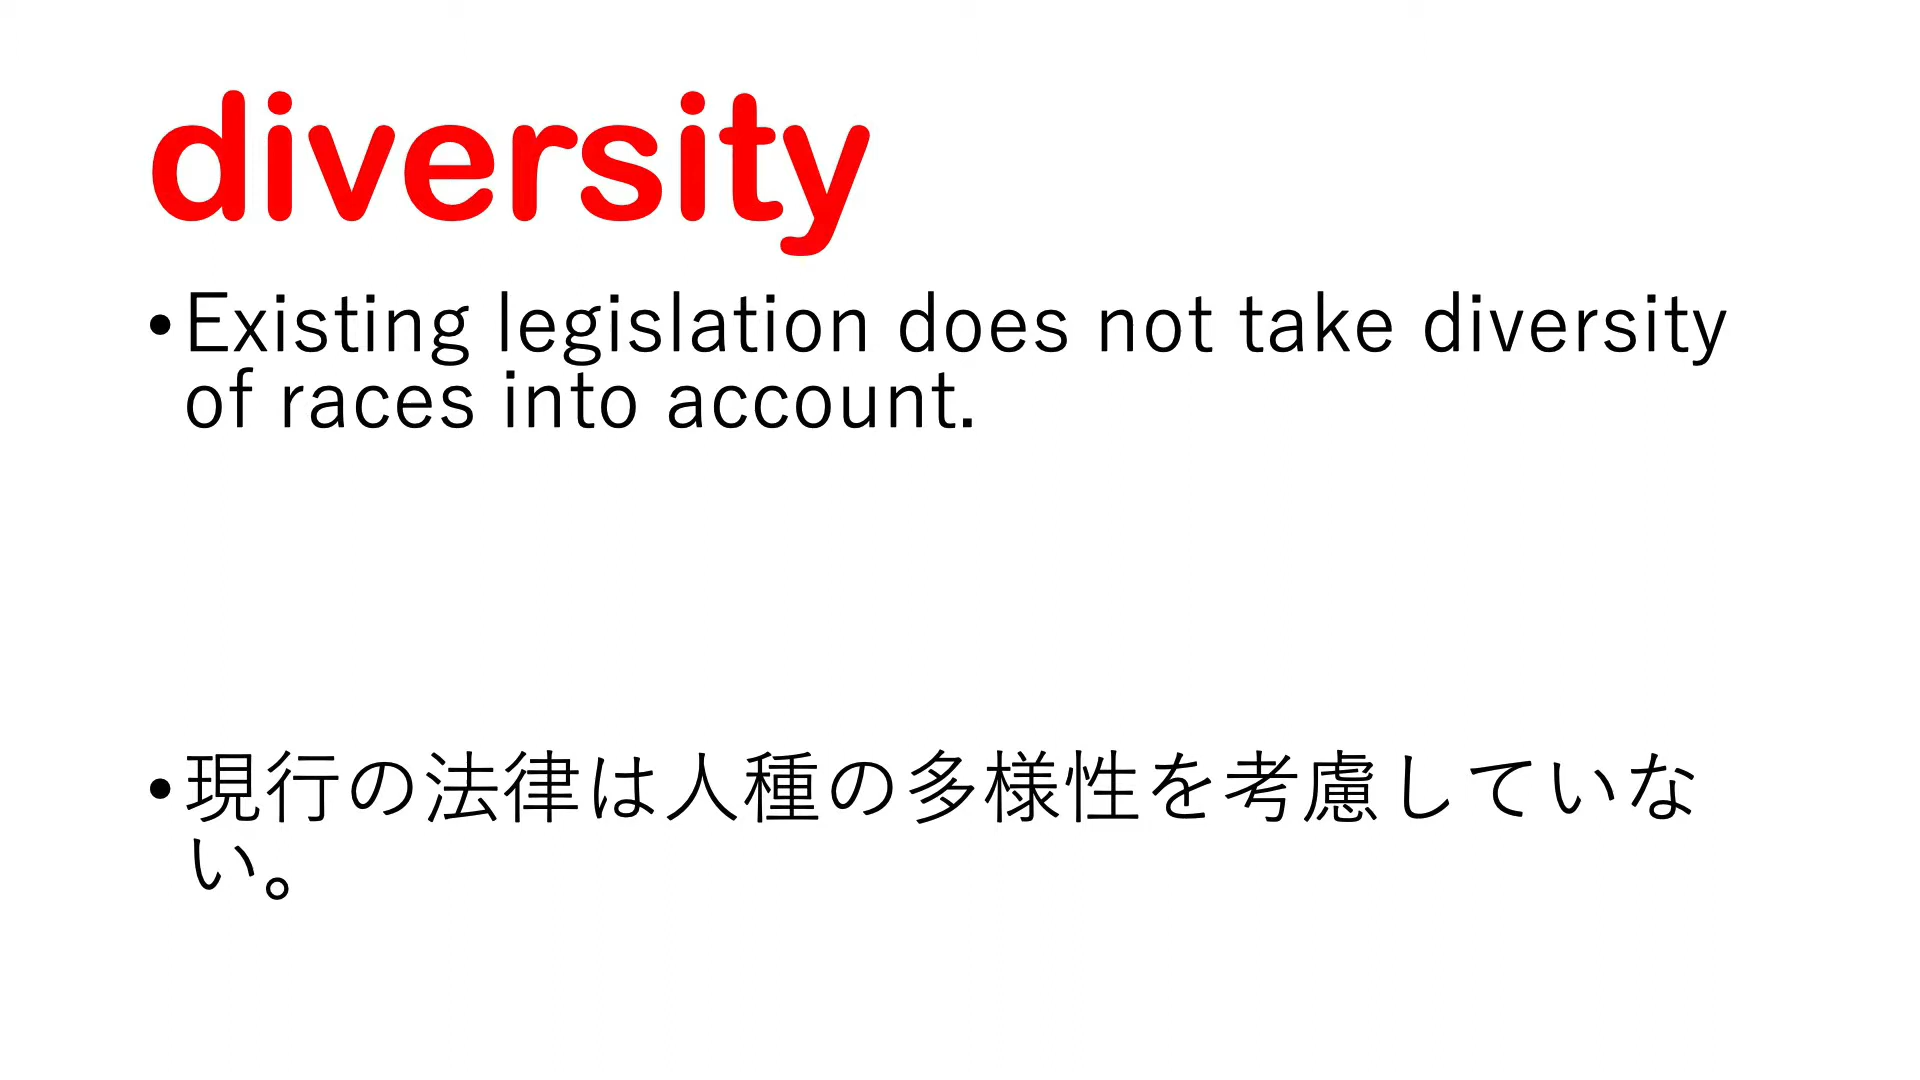 diversity
•Existing legislation does not take diversity
of races into account.
•現行の法律は人種の多様性を考慮していな
い。